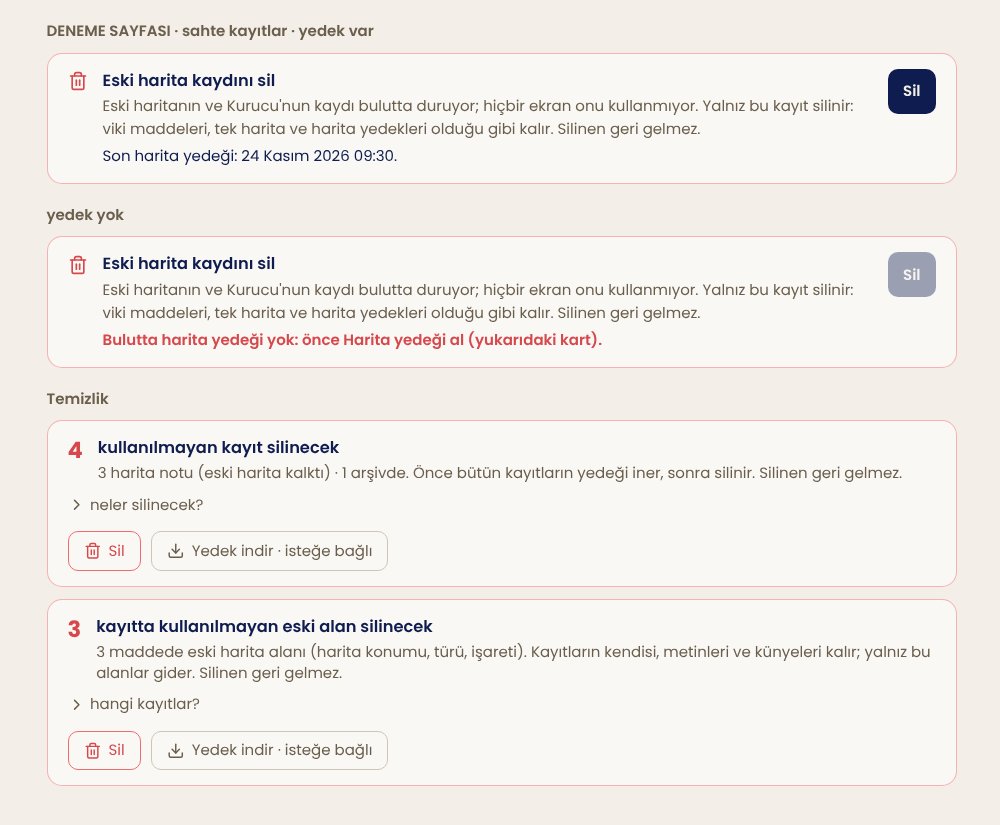 DENEME SAYFASI · sahte kayıtlar · yedek var
Eski harita kaydını sil
Eski haritanın ve Kurucu'nun kaydı bulutta duruyor; hiçbir ekran onu kullanmıyor. Yalnız bu kayıt silinir:
viki maddeleri, tek harita ve harita yedekleri olduğu gibi kalır. Silinen geri gelmez.
Son harita yedeği: 24 Kasım 2026 09:30.
Sil
yedek yok
Eski harita kaydını sil
Eski haritanın ve Kurucu'nun kaydı bulutta duruyor; hiçbir ekran onu kullanmıyor. Yalnız bu kayıt silinir:
viki maddeleri, tek harita ve harita yedekleri olduğu gibi kalır. Silinen geri gelmez.
Bulutta harita yedeği yok: önce Harita yedeği al (yukarıdaki kart).
Sil
Temizlik
4 kullanılmayan kayıt silinecek
3 harita notu (eski harita kalktı) · 1 arşivde. Önce bütün kayıtların yedeği iner, sonra silinir. Silinen geri gelmez.
neler silinecek?
Sil
Yedek indir · isteğe bağlı
3 kayıtta kullanılmayan eski alan silinecek
3 maddede eski harita alanı (harita konumu, türü, işareti). Kayıtların kendisi, metinleri ve künyeleri kalır; yalnız bu
alanlar gider. Silinen geri gelmez.
hangi kayıtlar?
Sil
Yedek indir · isteğe bağlı